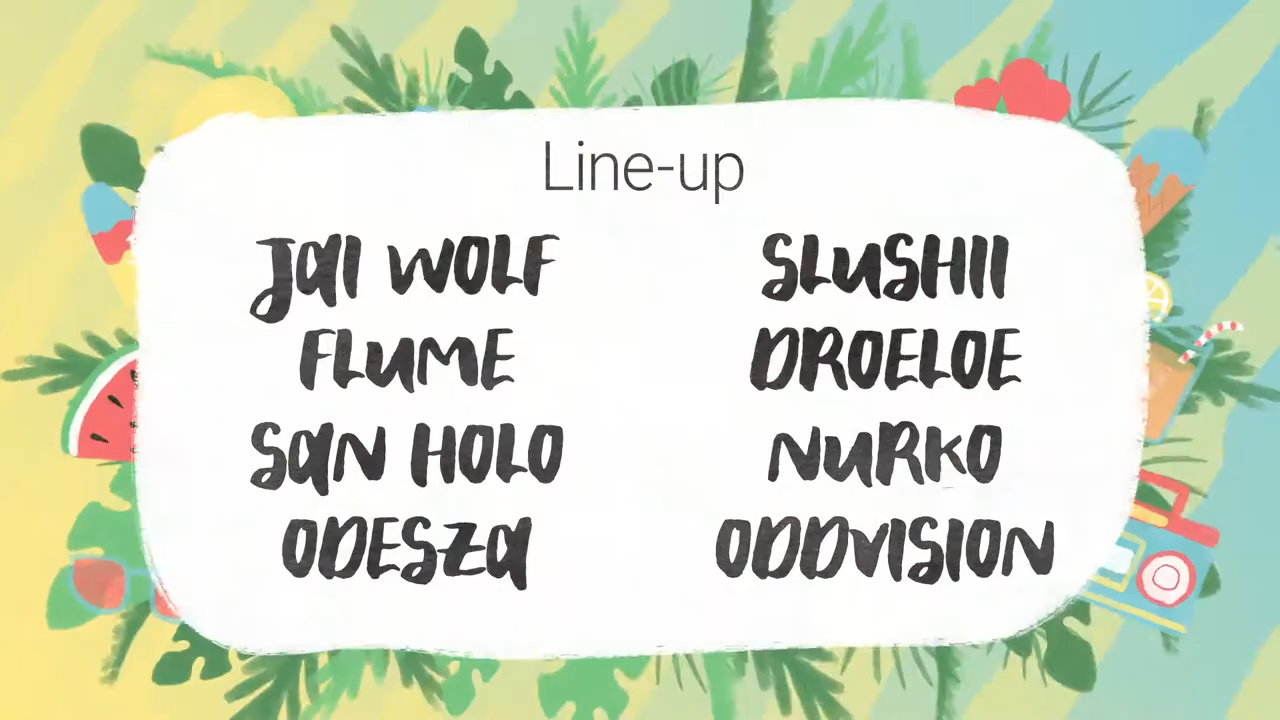 Line-up
Jai WOLF
FLUME
SaN HOLO
ODESZa
SLUSHII
DROELOE
NURKO
ODDVISION